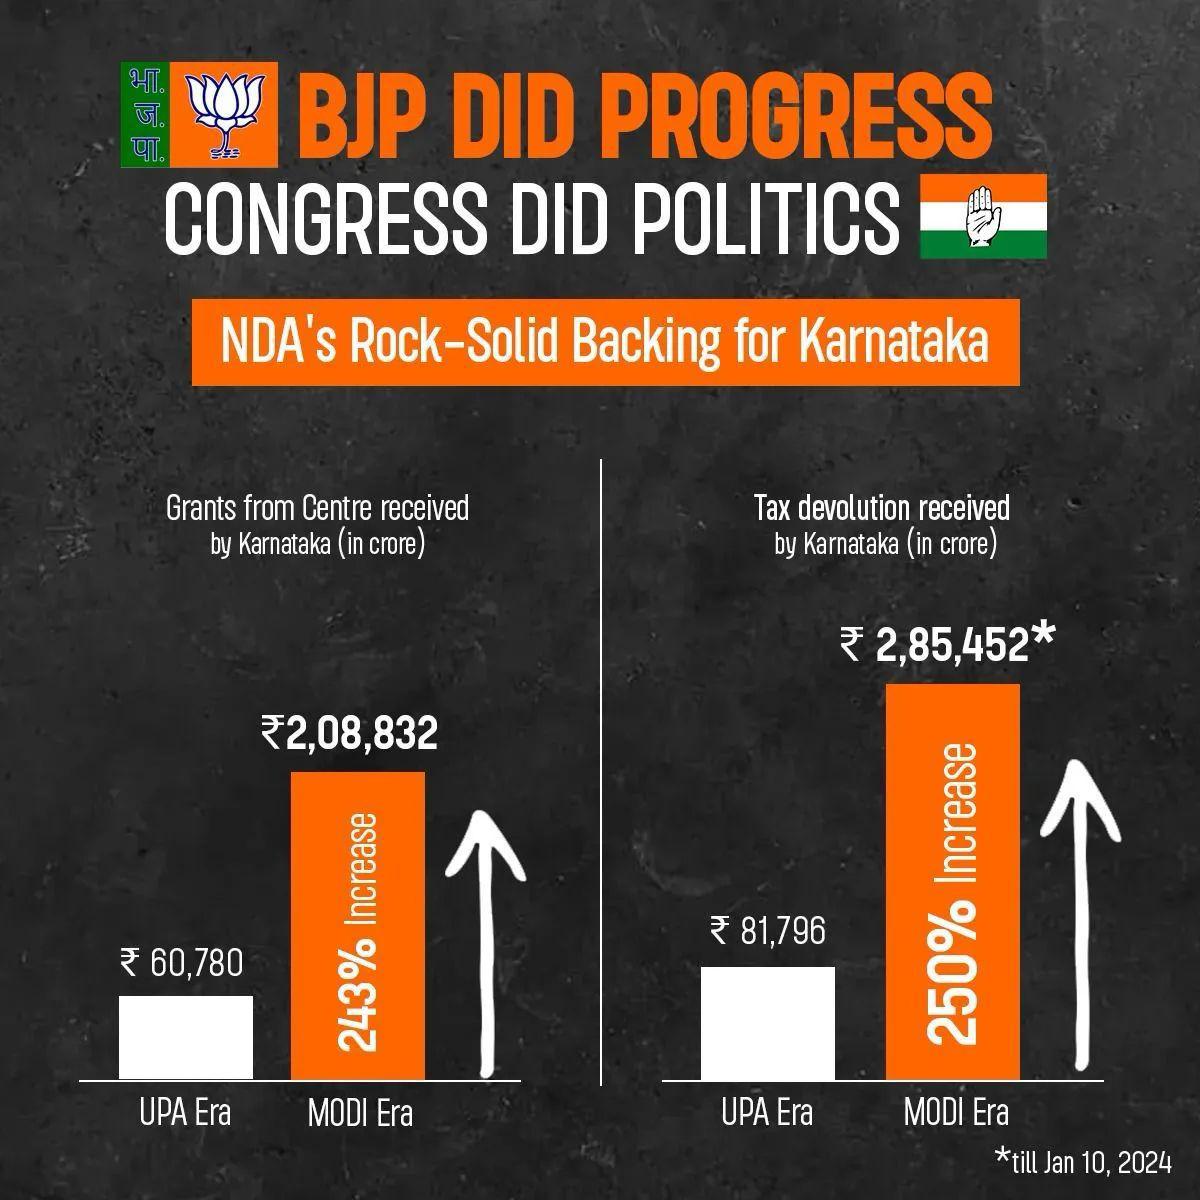 भा.
ज.
पा.
BJP DID PROGRESS
CONGRESS DID POLITICS
NDA's Rock-Solid Backing for Karnataka
Grants from Centre received
by Karnataka (in crore)
₹2,08,832
243% Increase
₹ 60,780
UPA Era
MODI Era
Tax devolution received
by Karnataka (in crore)
₹ 2,85,452*
250% Increase
₹ 81,796
UPA Era
MODI Era
*till Jan 10, 2024